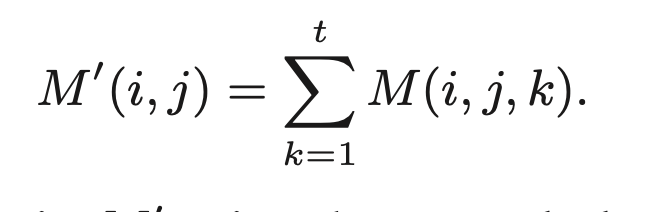 M′(i, j) = ∑_{k=1}^{t} M(i, j, k).